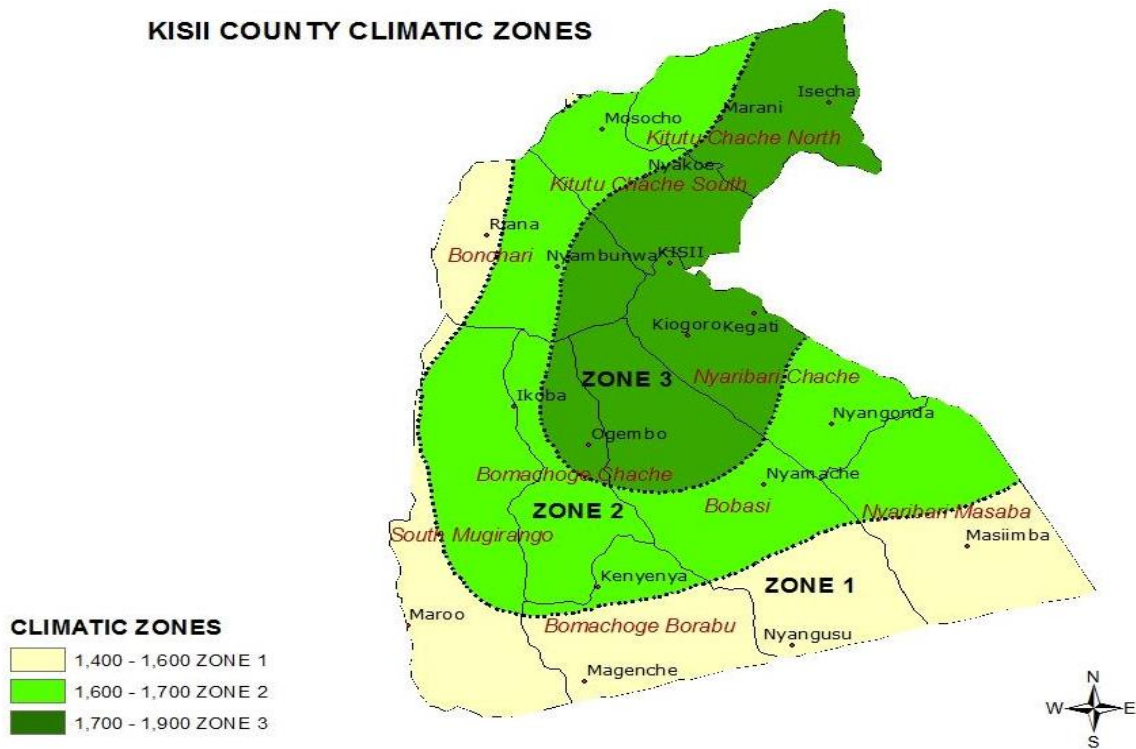 KISII COUNTY CLIMATIC ZONES
Isecha
Marani
Mosocho
Kitutu Chache North
Nyakoe
Kitutu Chache South
Riana
Bonchari
Nyambunwa
KISII
Kiogoro
Kegati
ZONE 3
Nyaribari Chache
Ikoba
Nyangonda
Ogembo
Bomachoge Chache
Nyamache
Bobasi
ZONE 2
Nyaribari Masaba
South Mugirango
Masiimba
Kenyenya
ZONE 1
Maroo
Bomachoge Borabu
Nyangusu
Magenche
CLIMATIC ZONES
1,400 - 1,600 ZONE 1
1,600 - 1,700 ZONE 2
1,700 - 1,900 ZONE 3
N
W
E
S